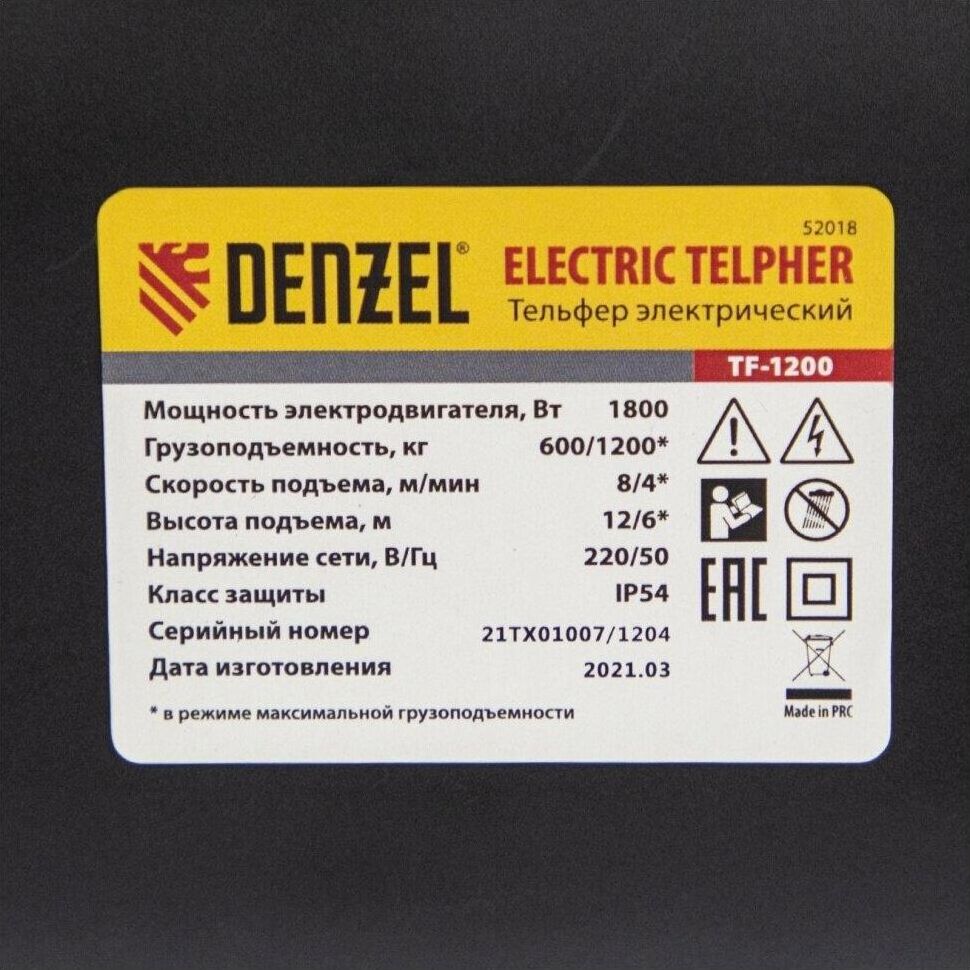 52018
DENZEL® ELECTRIC TELPHER
Тельфер электрический
TF-1200
Мощность электродвигателя, Вт 1800
Грузоподъемность, кг 600/1200*
Скорость подъема, м/мин 8/4*
Высота подъема, м 12/6*
Напряжение сети, В/Гц 220/50
Класс защиты IP54
Серийный номер 21TX01007/1204
Дата изготовления 2021.03
* в режиме максимальной грузоподъемности
EAC
Made in PRC